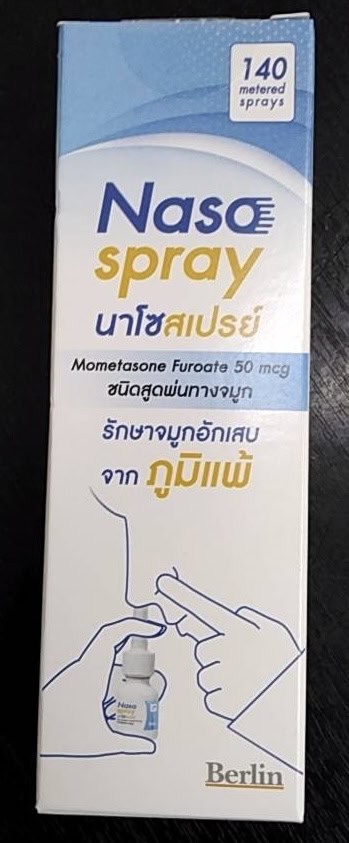 140
metered
sprays
Naso
spray
นาโซสเปรย์
Mometasone Furoate 50 mcg
ชนิดสูดพ่นทางจมูก
รักษาจมูกอักเสบ
จาก ภูมิแพ้
Naso
spray
Berlin